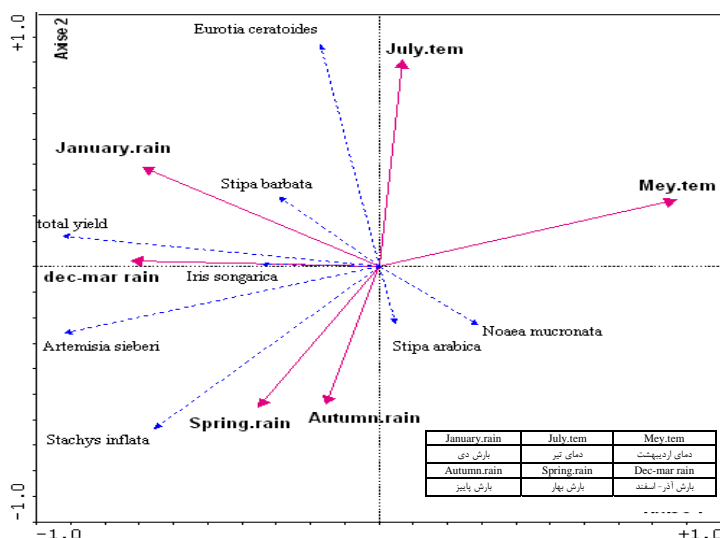 +1.0
Axise 2
Eurotia ceratoides
July.tem
January.rain
Stipa barbata
Mey.tem
total yield
dec-mar rain
Iris songarica
Noaea mucronata
Artemisia sieberi
Stipa arabica
Spring.rain
Autumn.rain
Stachys inflata
January.rain July.tem Mey.tem
بارش دی دمای تیر دمای اردیبهشت
Autumn.rain Spring.rain Dec-mar rain
بارش پاییز بارش بهار بارش آذر- اسفند
-1.0
-1.0 +1.0